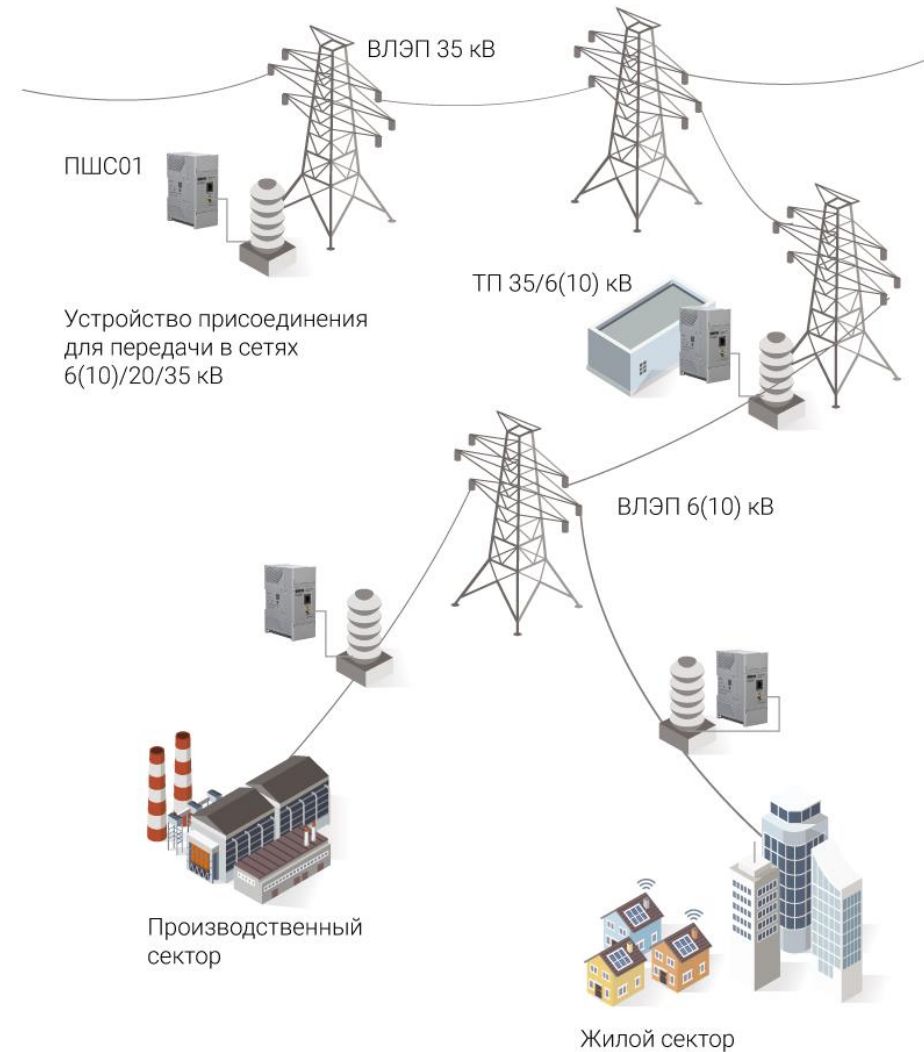 ВЛЭП 35 кВ
ПШС01
ТП 35/6(10) кВ
Устройство присоединения
для передачи в сетях
6(10)/20/35 кВ
ВЛЭП 6(10) кВ
Производственный
сектор
Жилой сектор